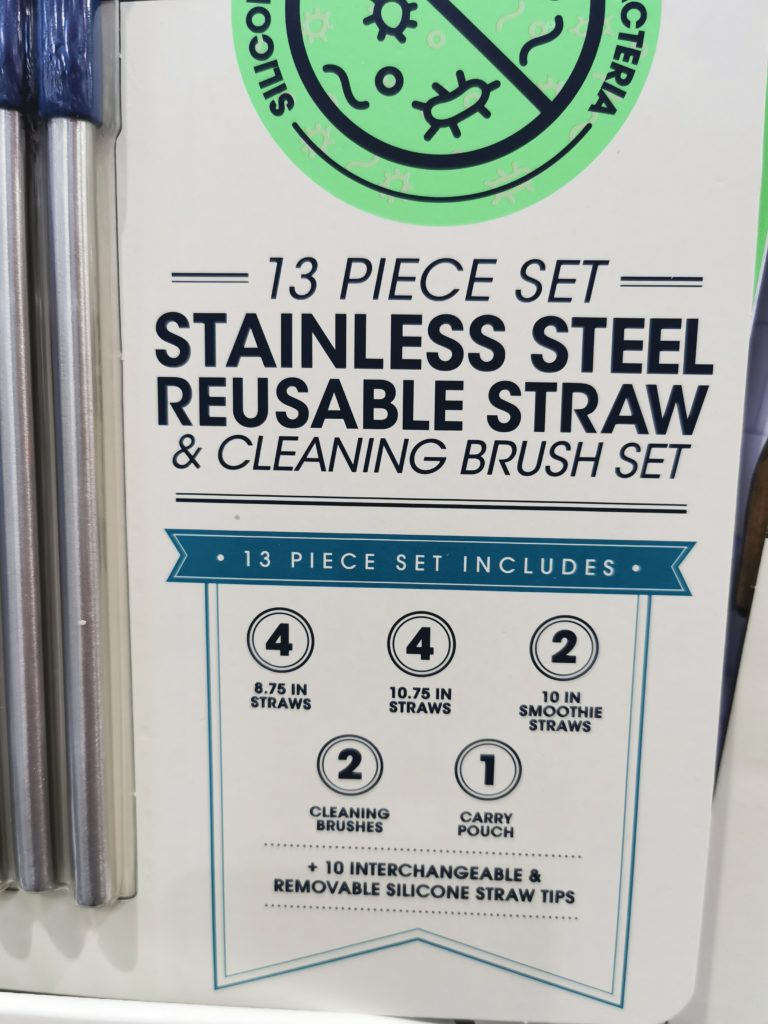 13 PIECE SET
STAINLESS STEEL
REUSABLE STRAW
& CLEANING BRUSH SET
• 13 PIECE SET INCLUDES •
4
8.75 IN
STRAWS
4
10.75 IN
STRAWS
2
10 IN
SMOOTHIE
STRAWS
2
CLEANING
BRUSHES
1
CARRY
POUCH
+ 10 INTERCHANGEABLE &
REMOVABLE SILICONE STRAW TIPS